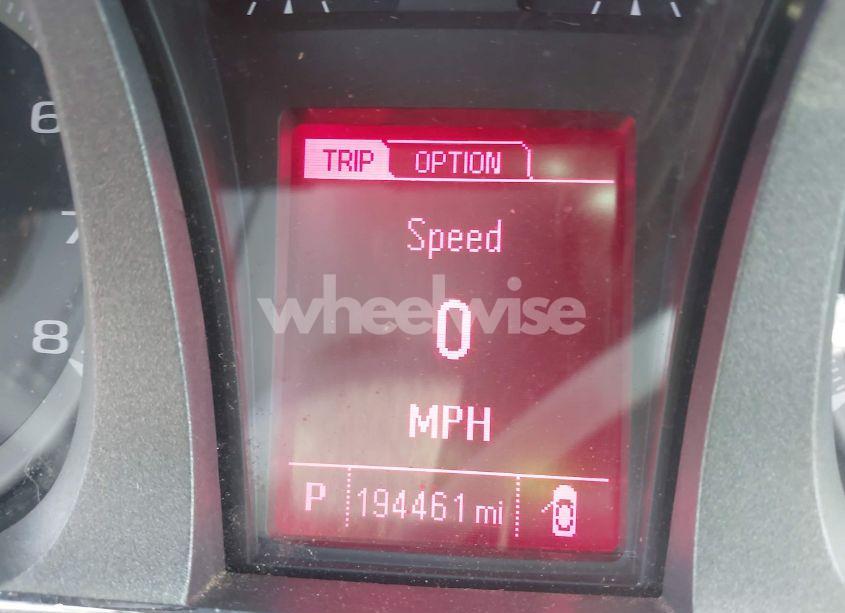 6
7
8
TRIP OPTION
Speed
0
wheelwise
MPH
P 194461 mi